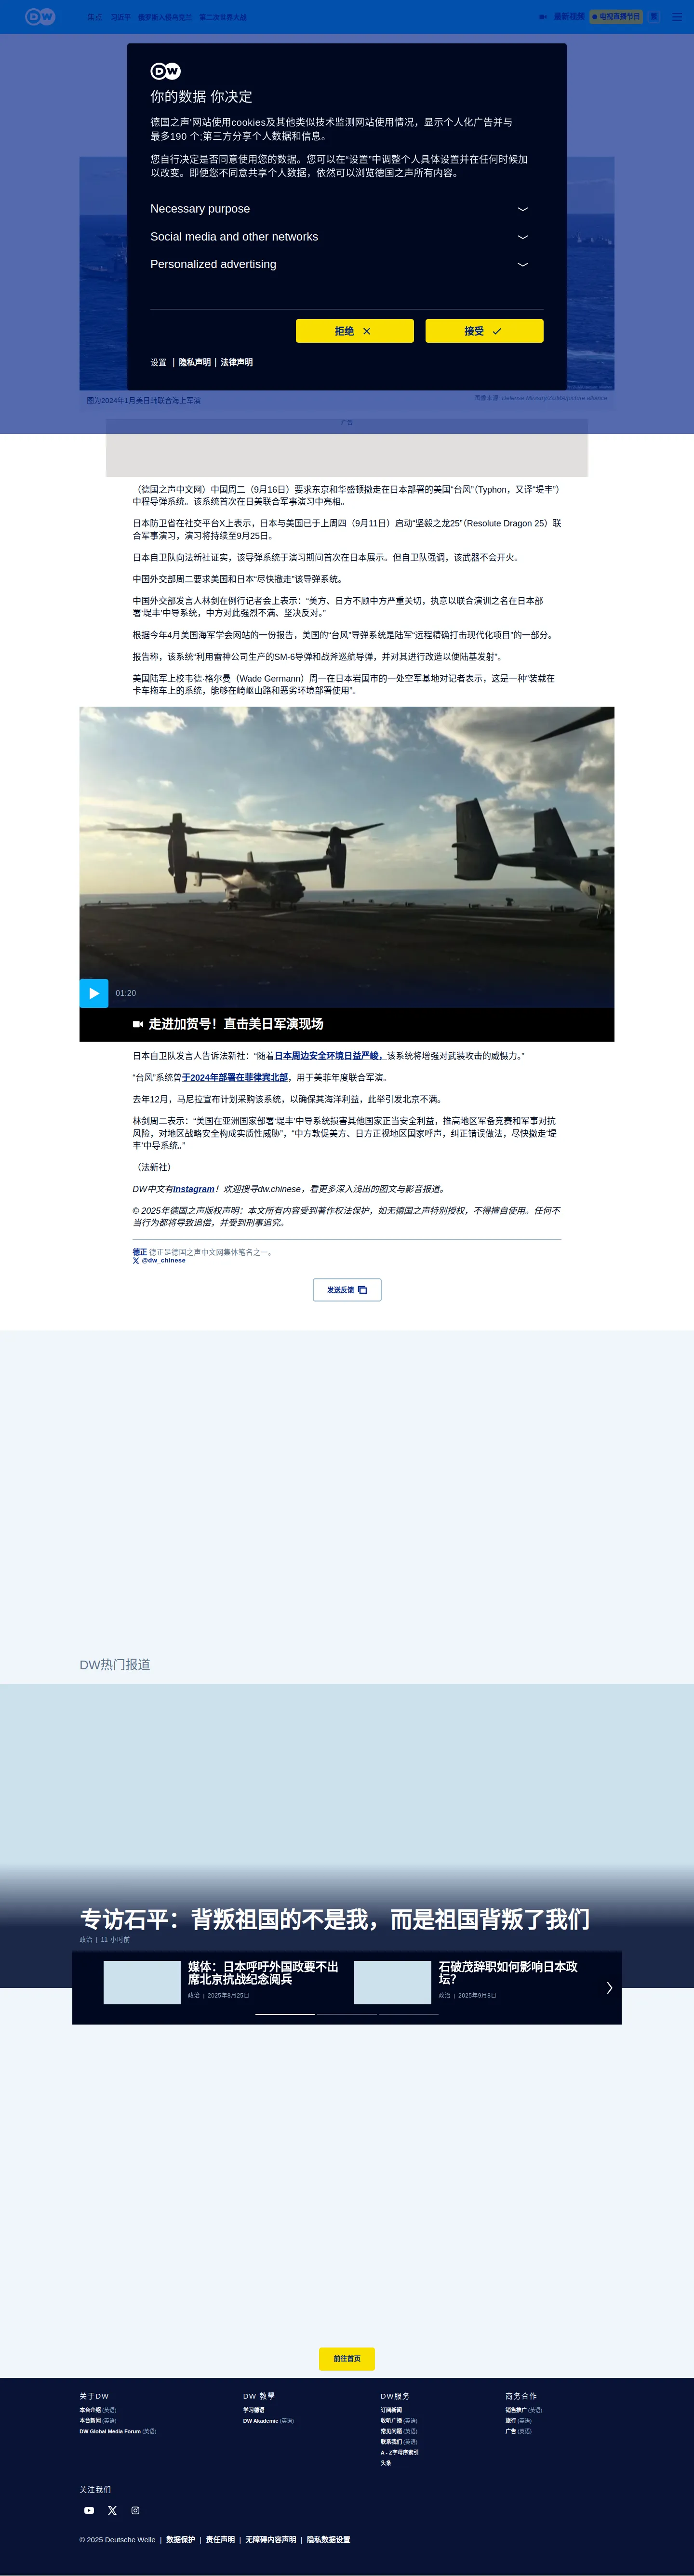 DW
焦点 习近平 俄罗斯入侵乌克兰 第二次世界大战
最新视频 电视直播节目 繁
DW
你的数据 你决定
德国之声'网站使用cookies及其他类似技术监测网站使用情况，显示个人化广告并与
最多190 个;第三方分享个人数据和信息。
您自行决定是否同意使用您的数据。您可以在“设置”中调整个人具体设置并在任何时候加
以改变。即便您不同意共享个人数据，依然可以浏览德国之声所有内容。
Necessary purpose
Social media and other networks
Personalized advertising
拒绝 接受
设置 | 隐私声明 | 法律声明
图为2024年1月美日韩联合海上军演
图像来源: Defense Ministry/ZUMA/picture alliance
广告
（德国之声中文网）中国周二（9月16日）要求东京和华盛顿撤走在日本部署的美国“台风”（Typhon，又译“堤丰”）
中程导弹系统。该系统首次在日美联合军事演习中亮相。
日本防卫省在社交平台X上表示，日本与美国已于上周四（9月11日）启动“坚毅之龙25”（Resolute Dragon 25）联
合军事演习，演习将持续至9月25日。
日本自卫队向法新社证实，该导弹系统于演习期间首次在日本展示。但自卫队强调，该武器不会开火。
中国外交部周二要求美国和日本“尽快撤走”该导弹系统。
中国外交部发言人林剑在例行记者会上表示：“美方、日方不顾中方严重关切，执意以联合演训之名在日本部
署‘堤丰’中导系统，中方对此强烈不满、坚决反对。”
根据今年4月美国海军学会网站的一份报告，美国的“台风”导弹系统是陆军“远程精确打击现代化项目”的一部分。
报告称，该系统“利用雷神公司生产的SM-6导弹和战斧巡航导弹，并对其进行改造以便陆基发射”。
美国陆军上校韦德·格尔曼（Wade Germann）周一在日本岩国市的一处空军基地对记者表示，这是一种“装载在
卡车拖车上的系统，能够在崎岖山路和恶劣环境部署使用”。
01:20
走进加贺号！直击美日军演现场
日本自卫队发言人告诉法新社：“随着日本周边安全环境日益严峻，该系统将增强对武装攻击的威慑力。”
“台风”系统曾于2024年部署在菲律宾北部，用于美菲年度联合军演。
去年12月，马尼拉宣布计划采购该系统，以确保其海洋利益，此举引发北京不满。
林剑周二表示：“美国在亚洲国家部署‘堤丰’中导系统损害其他国家正当安全利益，推高地区军备竞赛和军事对抗
风险，对地区战略安全构成实质性威胁”，“中方敦促美方、日方正视地区国家呼声，纠正错误做法，尽快撤走‘堤
丰’中导系统。”
（法新社）
DW中文有Instagram！欢迎搜寻dw.chinese，看更多深入浅出的图文与影音报道。
© 2025年德国之声版权声明：本文所有内容受到著作权法保护，如无德国之声特别授权，不得擅自使用。任何不
当行为都将导致追偿，并受到刑事追究。
德正 德正是德国之声中文网集体笔名之一。
@dw_chinese
发送反馈
DW热门报道
专访石平：背叛祖国的不是我，而是祖国背叛了我们
政治 | 11 小时前
媒体：日本呼吁外国政要不出
席北京抗战纪念阅兵
政治 | 2025年8月25日
石破茂辞职如何影响日本政
坛？
政治 | 2025年9月8日
前往首页
关于DW
本台介绍 (英语)
本台新闻 (英语)
DW Global Media Forum (英语)
DW 教學
学习德语
DW Akademie (英语)
DW服务
订阅新闻
收听广播 (英语)
常见问题 (英语)
联系我们 (英语)
A - Z字母序索引
头条
商务合作
销售推广 (英语)
旅行 (英语)
广告 (英语)
关注我们
© 2025 Deutsche Welle | 数据保护 | 责任声明 | 无障碍内容声明 | 隐私数据设置